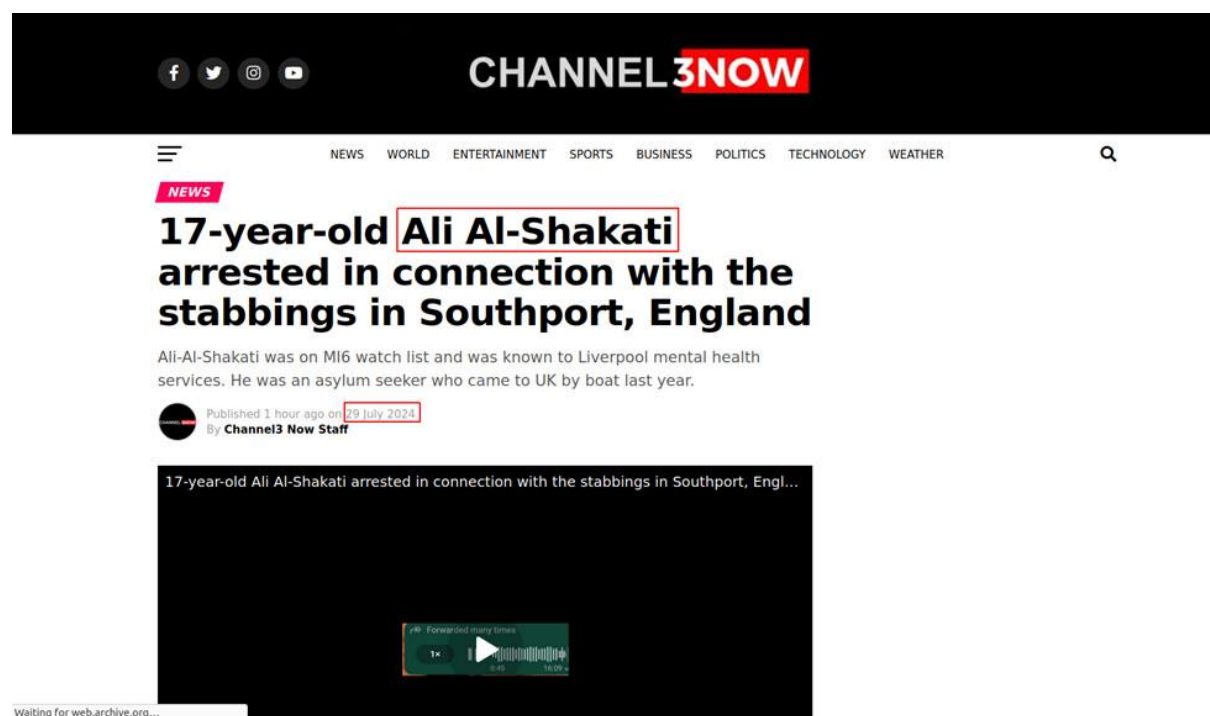 CHANNEL3NOW
NEWS WORLD ENTERTAINMENT SPORTS BUSINESS POLITICS TECHNOLOGY WEATHER
NEWS
17-year-old Ali Al-Shakati
arrested in connection with the
stabbings in Southport, England
Ali-Al-Shakati was on MI6 watch list and was known to Liverpool mental health
services. He was an asylum seeker who came to UK by boat last year.
Published 1 hour ago on 29 July 2024
By Channel3 Now Staff
17-year-old Ali Al-Shakati arrested in connection with the stabbings in Southport, Engl...
Forwarded many times
1×
0:45 16:09
Waiting for web.archive.org...